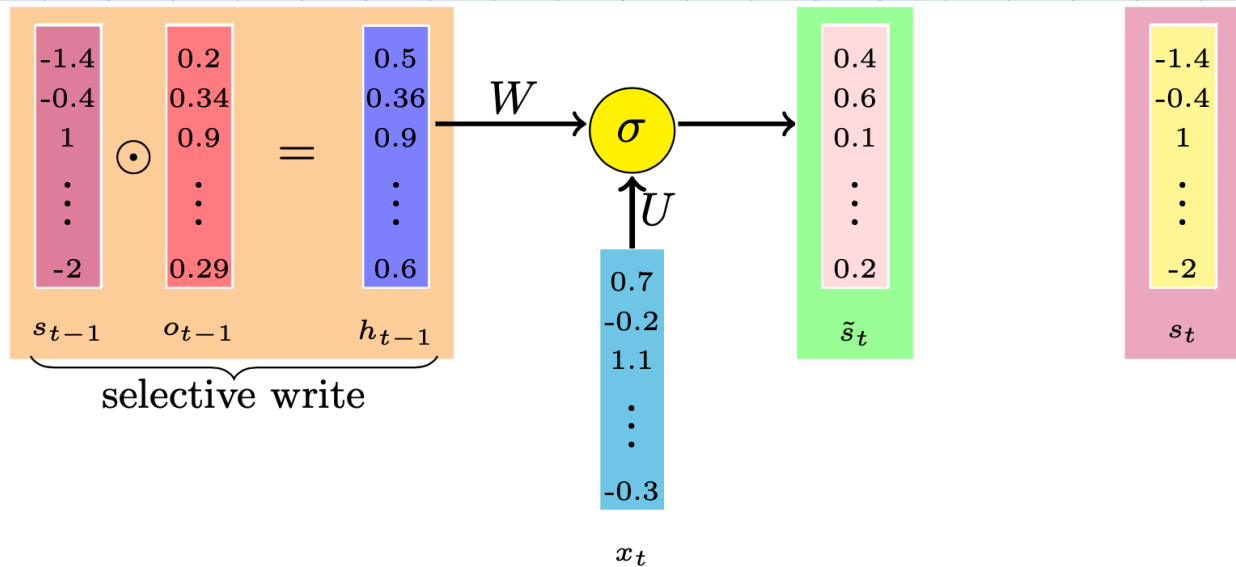 -1.4 0.2 0.5 0.4 -1.4
-0.4 0.34 0.36 W σ 0.6 -0.4
1 ⊙ 0.9 = 0.9 0.1 1
⋮ ⋮ ⋮ U ⋮ ⋮
-2 0.29 0.6 0.2 -2
s_{t−1} o_{t−1} h_{t−1} s̃_t s_t
selective write
0.7
-0.2
1.1
⋮
-0.3
x_t